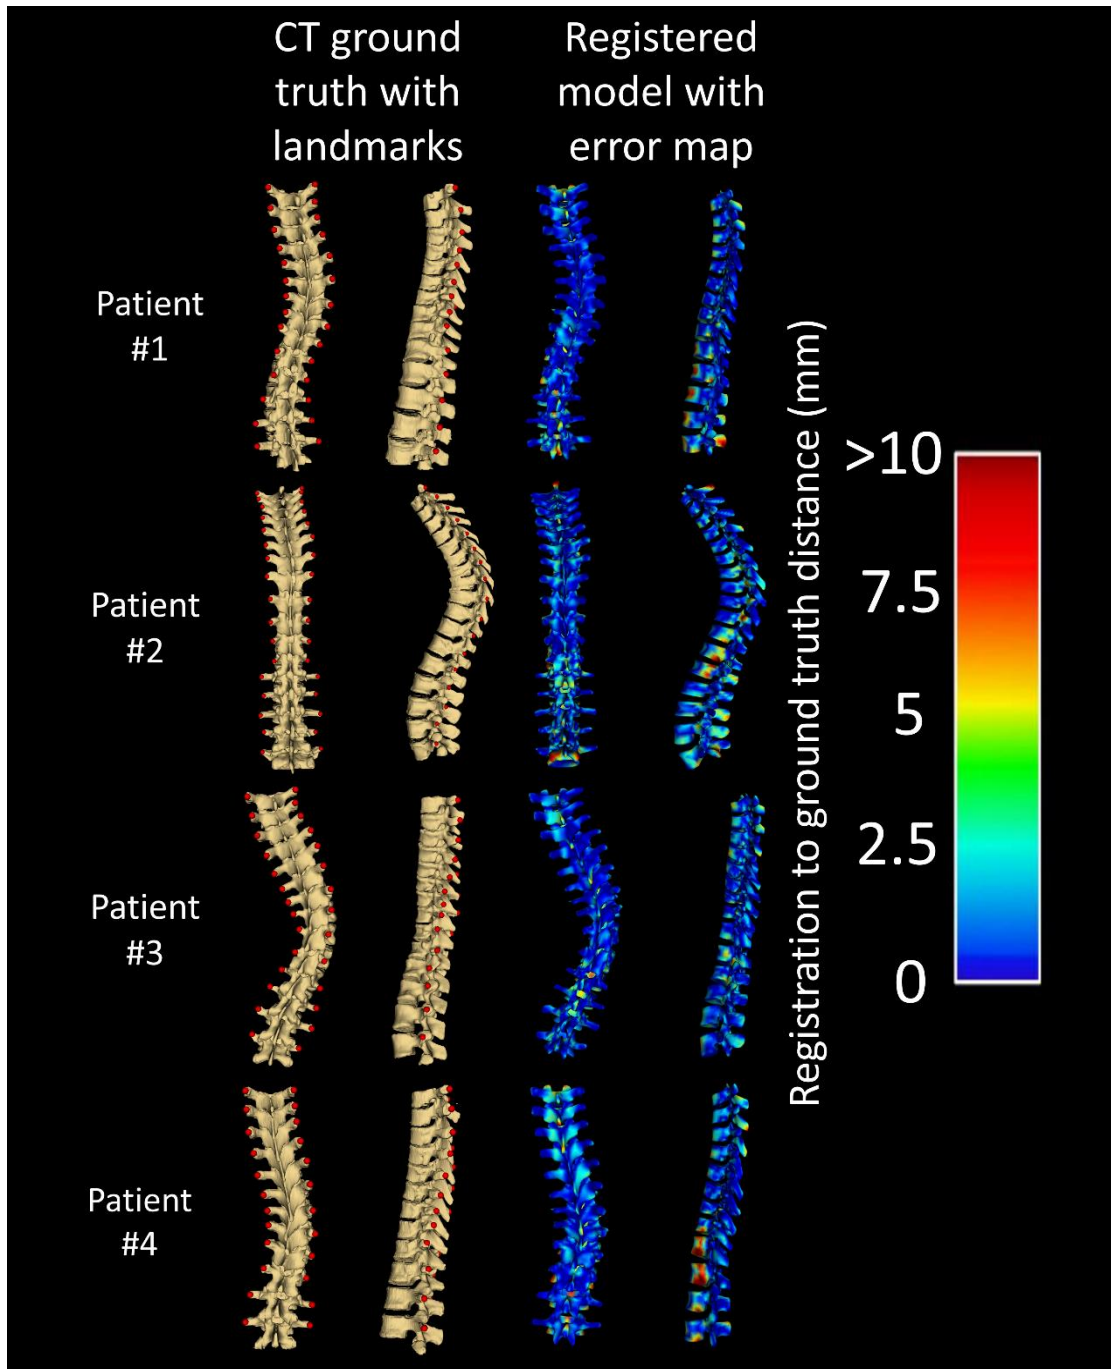 CT ground
truth with
landmarks
Registered
model with
error map
Patient
#1
Patient
#2
Patient
#3
Patient
#4
Registration to ground truth distance (mm)
>10
7.5
5
2.5
0